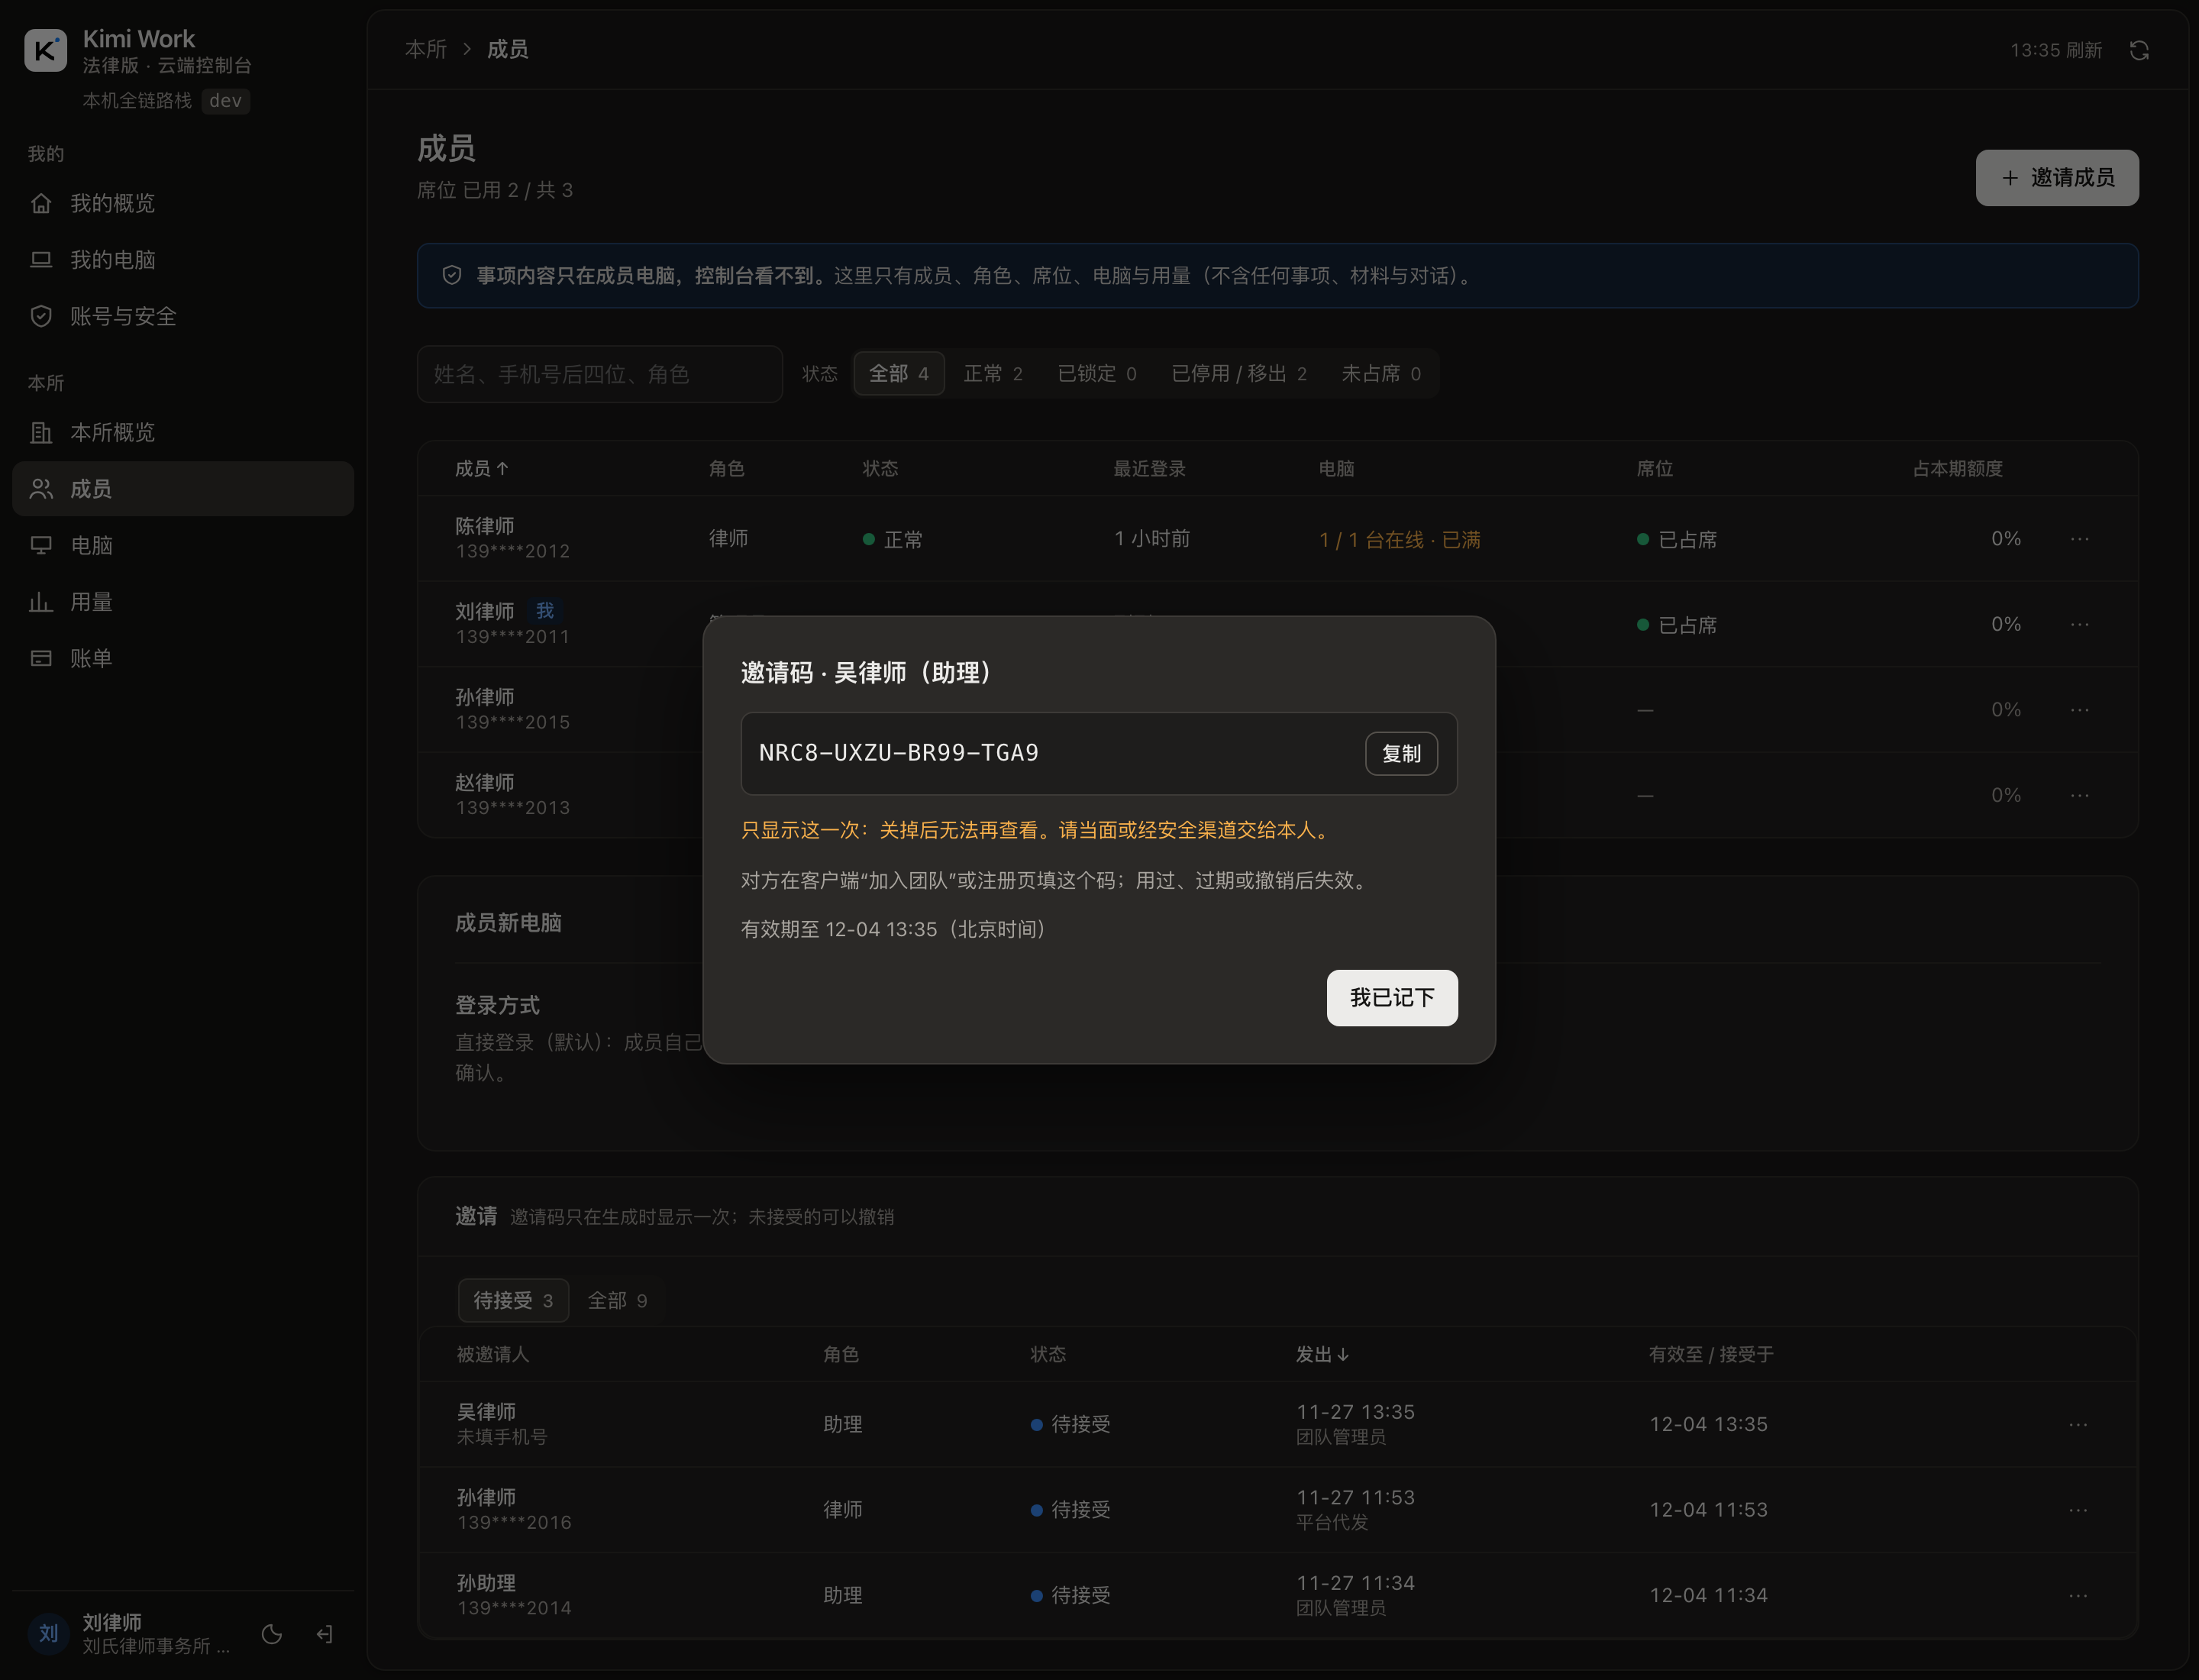 Kimi Work
法律版 · 云端控制台
本机全链路栈 dev
我的
我的概览
我的电脑
账号与安全
本所
本所概览
成员
电脑
用量
账单
刘
刘律师
刘氏律师事务所 ...
本所 > 成员
13:35 刷新
成员
席位 已用 2 / 共 3
+ 邀请成员
事项内容只在成员电脑，控制台看不到。这里只有成员、角色、席位、电脑与用量（不含任何事项、材料与对话）。
姓名、手机号后四位、角色
状态 全部 4 正常 2 已锁定 0 已停用 / 移出 2 未占席 0
成员 ↑ 角色 状态 最近登录 电脑 席位 占本期额度
陈律师
139****2012
律师 正常 1 小时前 1 / 1 台在线 · 已满 已占席 0% ···
刘律师 我
139****2011
已占席 0% ···
孙律师
139****2015
— 0% ···
赵律师
139****2013
— 0% ···
邀请码 · 吴律师（助理）
NRC8-UXZU-BR99-TGA9 复制
只显示这一次：关掉后无法再查看。请当面或经安全渠道交给本人。
对方在客户端“加入团队”或注册页填这个码；用过、过期或撤销后失效。
有效期至 12-04 13:35（北京时间）
我已记下
成员新电脑
登录方式
直接登录（默认）：成员自己
确认。
邀请 邀请码只在生成时显示一次；未接受的可以撤销
待接受 3 全部 9
被邀请人 角色 状态 发出 ↓ 有效至 / 接受于
吴律师
未填手机号
助理 待接受 11-27 13:35
团队管理员
12-04 13:35 ···
孙律师
139****2016
律师 待接受 11-27 11:53
平台代发
12-04 11:53 ···
孙助理
139****2014
助理 待接受 11-27 11:34
团队管理员
12-04 11:34 ···